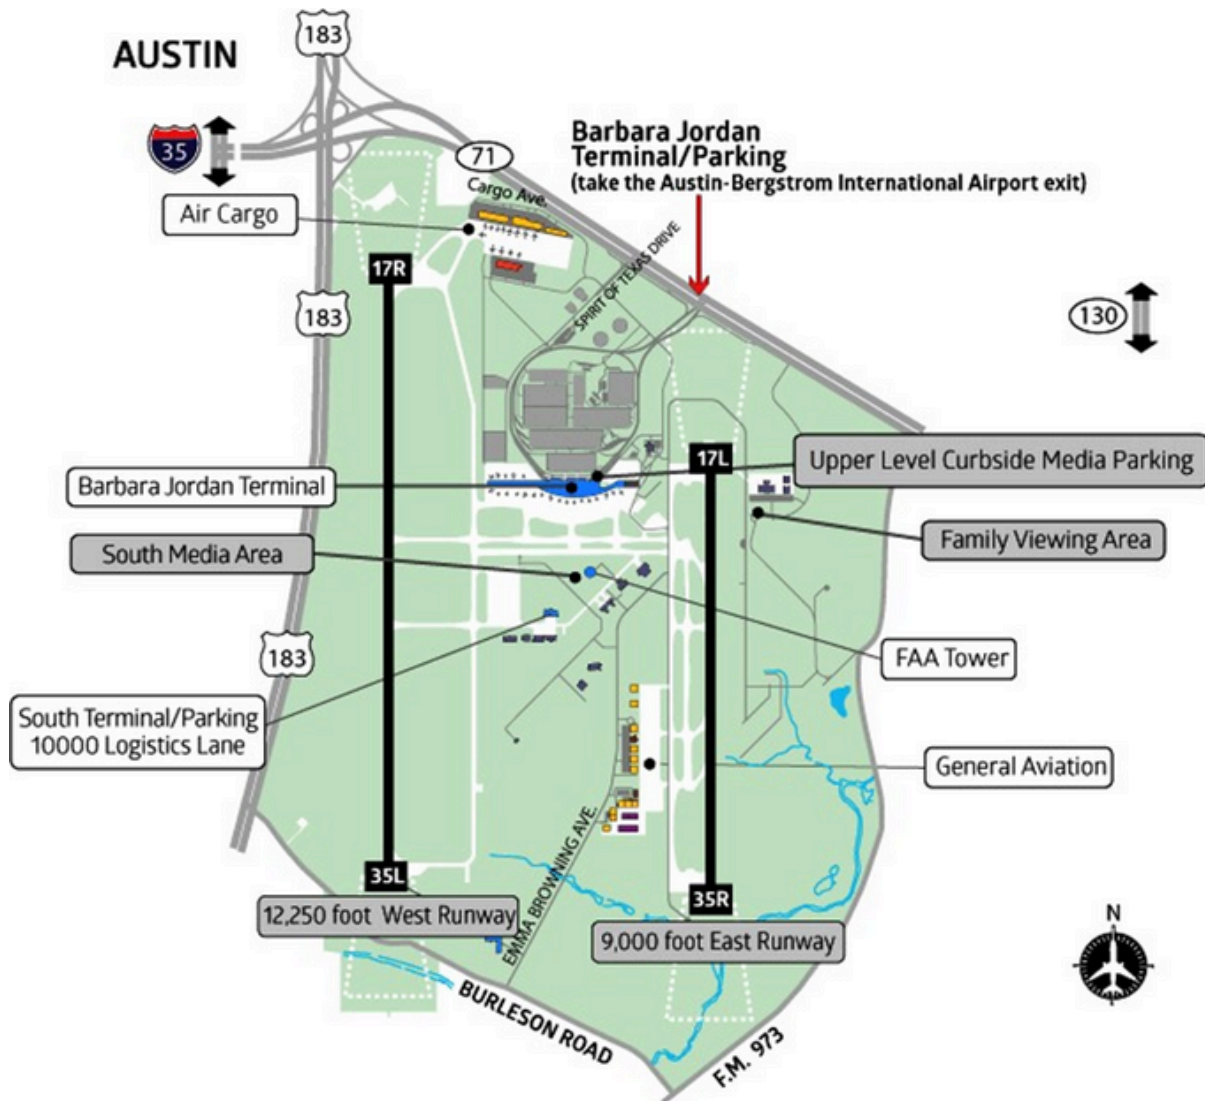 183
AUSTIN
35
71
Barbara Jordan
Terminal/Parking
(take the Austin-Bergstrom International Airport exit)
Cargo Ave.
Air Cargo
SPIRIT OF TEXAS DRIVE
17R
183
130
17L
Upper Level Curbside Media Parking
Barbara Jordan Terminal
South Media Area
Family Viewing Area
183
FAA Tower
South Terminal/Parking
10000 Logistics Lane
General Aviation
EMMA BROWNING AVE.
35L
35R
12,250 foot West Runway
9,000 foot East Runway
N
BURLESON ROAD
F.M. 973